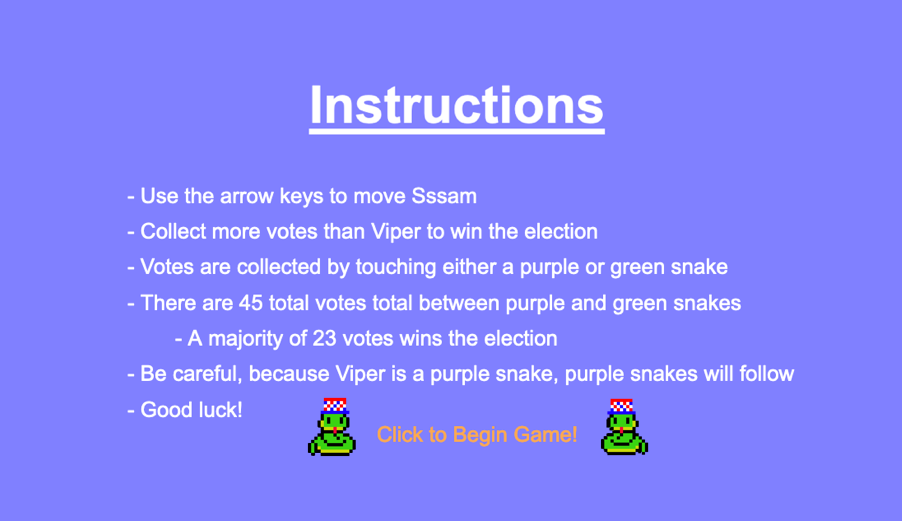 Instructions
- Use the arrow keys to move Sssam
- Collect more votes than Viper to win the election
- Votes are collected by touching either a purple or green snake
- There are 45 total votes total between purple and green snakes
- A majority of 23 votes wins the election
- Be careful, because Viper is a purple snake, purple snakes will follow
- Good luck!
Click to Begin Game!